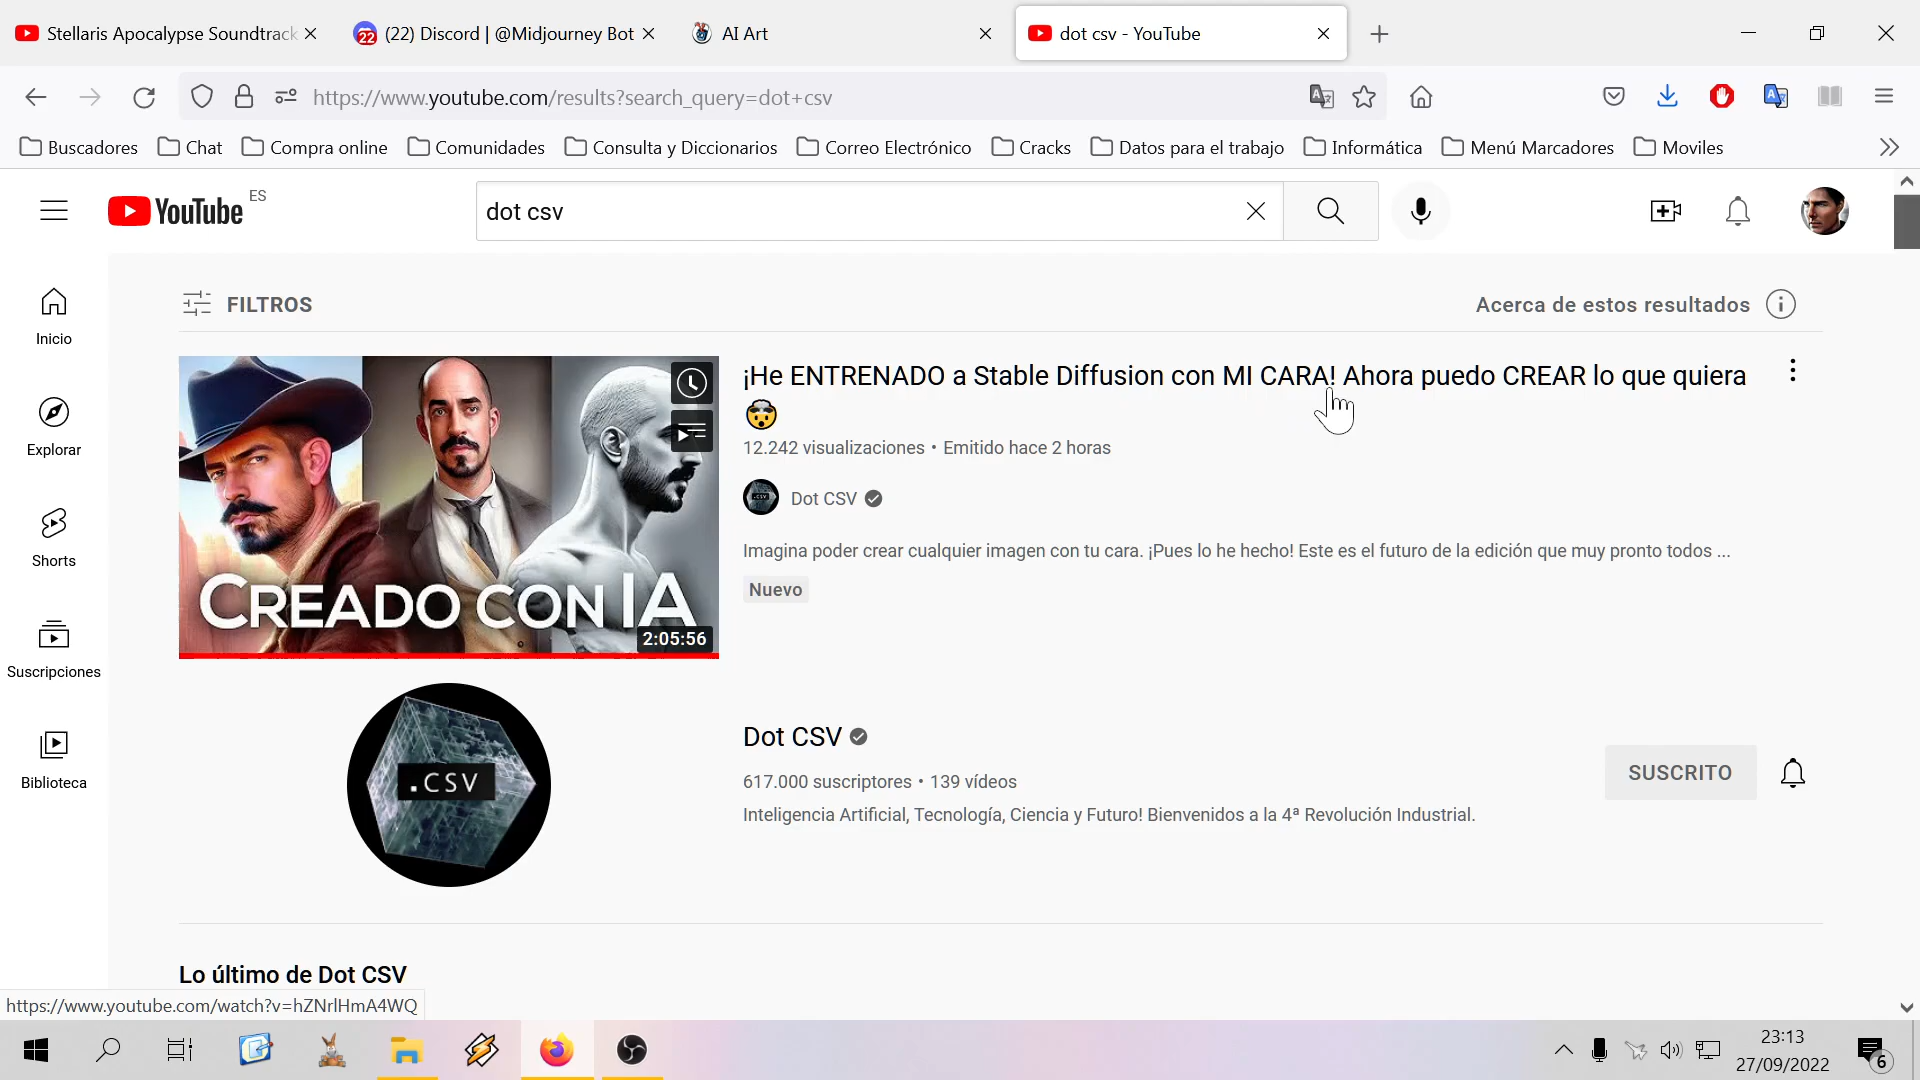 Stellaris Apocalypse Soundtrack
22
(22) Discord | @Midjourney Bot
AI Art
dot csv - YouTube
https://www.youtube.com/results?search_query=dot+csv
Buscadores
Chat
Compra online
Comunidades
Consulta y Diccionarios
Correo Electrónico
Cracks
Datos para el trabajo
Informática
Menú Marcadores
Moviles
YouTube ES
dot csv
Inicio
Explorar
Shorts
Suscripciones
Biblioteca
FILTROS
Acerca de estos resultados
CREADO CON IA
2:05:56
¡He ENTRENADO a Stable Diffusion con MI CARA! Ahora puedo CREAR lo que quiera
🤯
12.242 visualizaciones • Emitido hace 2 horas
.CSV
Dot CSV
Imagina poder crear cualquier imagen con tu cara. ¡Pues lo he hecho! Este es el futuro de la edición que muy pronto todos ...
Nuevo
.CSV
Dot CSV
617.000 suscriptores • 139 vídeos
Inteligencia Artificial, Tecnología, Ciencia y Futuro! Bienvenidos a la 4ª Revolución Industrial.
SUSCRITO
Lo último de Dot CSV
https://www.youtube.com/watch?v=hZNrlHmA4WQ
23:13
27/09/2022
6